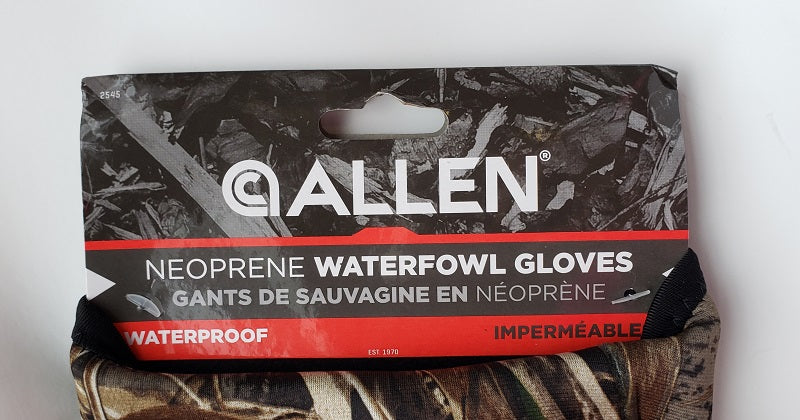 2545
ALLEN®
NEOPRENE WATERFOWL GLOVES
GANTS DE SAUVAGINE EN NÉOPRÈNE
WATERPROOF IMPERMÉABLE
EST. 1970